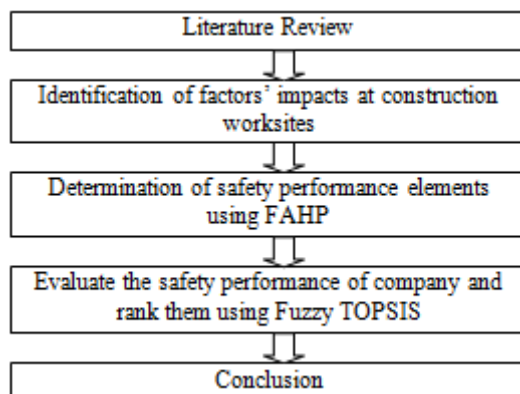 Literature Review
Identification of factors' impacts at construction
worksites
Determination of safety performance elements
using FAHP
Evaluate the safety performance of company and
rank them using Fuzzy TOPSIS
Conclusion